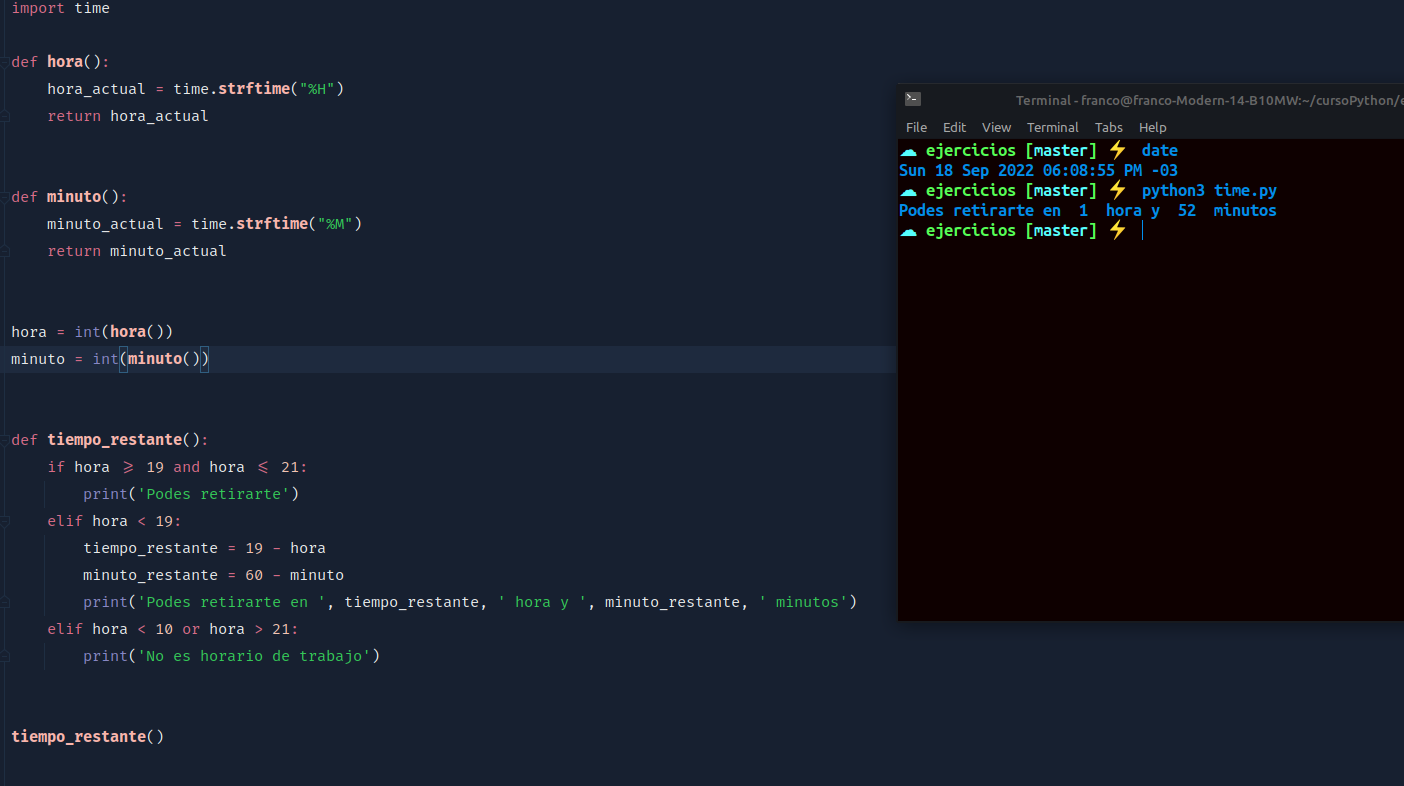 import time
def hora():
    hora_actual = time.strftime("%H")
    return hora_actual
def minuto():
    minuto_actual = time.strftime("%M")
    return minuto_actual
hora = int(hora())
minuto = int(minuto())
def tiempo_restante():
    if hora ⩾ 19 and hora ⩽ 21:
        print('Podes retirarte')
    elif hora < 19:
        tiempo_restante = 19 - hora
        minuto_restante = 60 - minuto
        print('Podes retirarte en ', tiempo_restante, ' hora y ', minuto_restante, ' minutos')
    elif hora < 10 or hora > 21:
        print('No es horario de trabajo')
tiempo_restante()
Terminal - franco@franco-Modern-14-B10MW:~/cursoPython/e
File Edit View Terminal Tabs Help
☁ ejercicios [master] ⚡ date
Sun 18 Sep 2022 06:08:55 PM -03
☁ ejercicios [master] ⚡ python3 time.py
Podes retirarte en  1  hora y  52  minutos
☁ ejercicios [master] ⚡